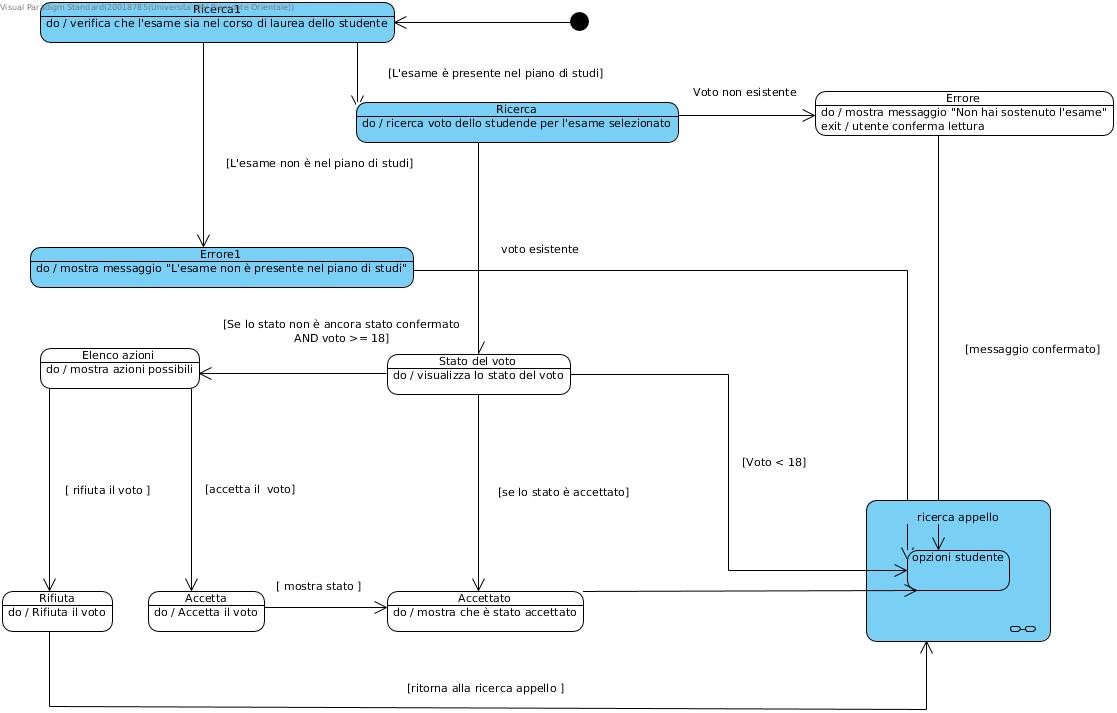 Visual Paradigm Standard(20018785(Universita del Piemonte Orientale))
Ricerca1
do / verifica che l'esame sia nel corso di laurea dello studente
[L'esame è presente nel piano di studi]
Voto non esistente
Errore
do / mostra messaggio "Non hai sostenuto l'esame"
exit / utente conferma lettura
Ricerca
do / ricerca voto dello studende per l'esame selezionato
[L'esame non è nel piano di studi]
voto esistente
Errore1
do / mostra messaggio "L'esame non è presente nel piano di studi"
[Se lo stato non è ancora stato confermato
AND voto >= 18]
[messaggio confermato]
Elenco azioni
do / mostra azioni possibili
Stato del voto
do / visualizza lo stato del voto
[Voto < 18]
[ rifiuta il voto ]
[accetta il  voto]
[se lo stato è accettato]
ricerca appello
opzioni studente
[ mostra stato ]
Rifiuta
do / Rifiuta il voto
Accetta
do / Accetta il voto
Accettato
do / mostra che è stato accettato
[ritorna alla ricerca appello ]